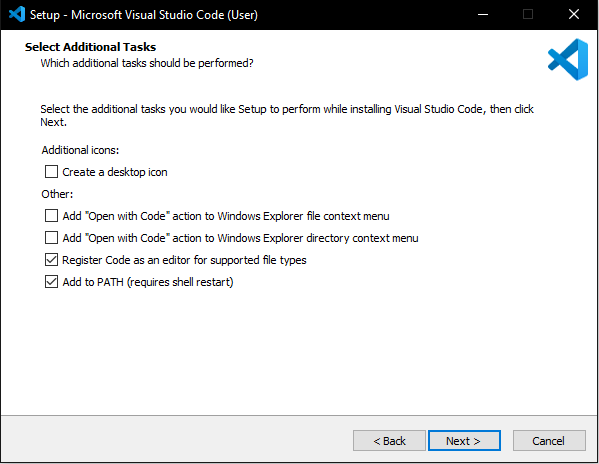 Setup - Microsoft Visual Studio Code (User)
Select Additional Tasks
Which additional tasks should be performed?
Select the additional tasks you would like Setup to perform while installing Visual Studio Code, then click
Next.
Additional icons:
Create a desktop icon
Other:
Add "Open with Code" action to Windows Explorer file context menu
Add "Open with Code" action to Windows Explorer directory context menu
Register Code as an editor for supported file types
Add to PATH (requires shell restart)
< Back Next > Cancel